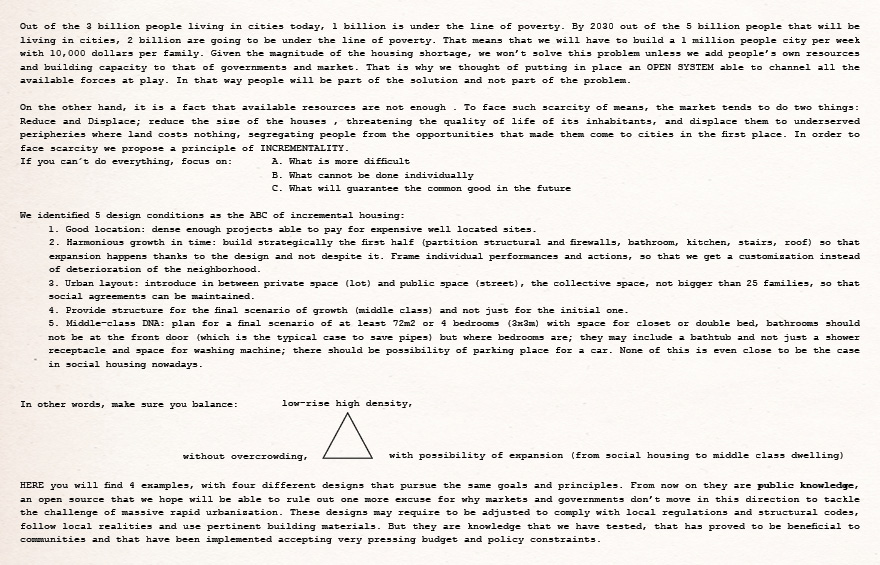 Out of the 3 billion people living in cities today, 1 billion is under the line of poverty. By 2030 out of the 5 billion people that will be
living in cities, 2 billion are going to be under the line of poverty. That means that we will have to build a 1 million people city per week
with 10,000 dollars per family. Given the magnitude of the housing shortage, we won't solve this problem unless we add people's own resources
and building capacity to that of governments and market. That is why we thought of putting in place an OPEN SYSTEM able to channel all the
available forces at play. In that way people will be part of the solution and not part of the problem.
On the other hand, it is a fact that available resources are not enough . To face such scarcity of means, the market tends to do two things:
Reduce and Displace; reduce the size of the houses , threatening the quality of life of its inhabitants, and displace them to underserved
peripheries where land costs nothing, segregating people from the opportunities that made them come to cities in the first place. In order to
face scarcity we propose a principle of INCREMENTALITY.
If you can´t do everything, focus on: A. What is more difficult
B. What cannot be done individually
C. What will guarantee the common good in the future
We identified 5 design conditions as the ABC of incremental housing:
1. Good location: dense enough projects able to pay for expensive well located sites.
2. Harmonious growth in time: build strategically the first half (partition structural and firewalls, bathroom, kitchen, stairs, roof) so that
expansion happens thanks to the design and not despite it. Frame individual performances and actions, so that we get a customization instead
of deterioration of the neighborhood.
3. Urban layout: introduce in between private space (lot) and public space (street), the collective space, not bigger than 25 families, so that
social agreements can be maintained.
4. Provide structure for the final scenario of growth (middle class) and not just for the initial one.
5. Middle-class DNA: plan for a final scenario of at least 72m2 or 4 bedrooms (3x3m) with space for closet or double bed, bathrooms should
not be at the front door (which is the typical case to save pipes) but where bedrooms are; they may include a bathtub and not just a shower
receptacle and space for washing machine; there should be possibility of parking place for a car. None of this is even close to be the case
in social housing nowadays.
In other words, make sure you balance: low-rise high density,
without overcrowding, with possibility of expansion (from social housing to middle class dwelling)
HERE you will find 4 examples, with four different designs that pursue the same goals and principles. From now on they are public knowledge,
an open source that we hope will be able to rule out one more excuse for why markets and governments don't move in this direction to tackle
the challenge of massive rapid urbanization. These designs may require to be adjusted to comply with local regulations and structural codes,
follow local realities and use pertinent building materials. But they are knowledge that we have tested, that has proved to be beneficial to
communities and that have been implemented accepting very pressing budget and policy constraints.